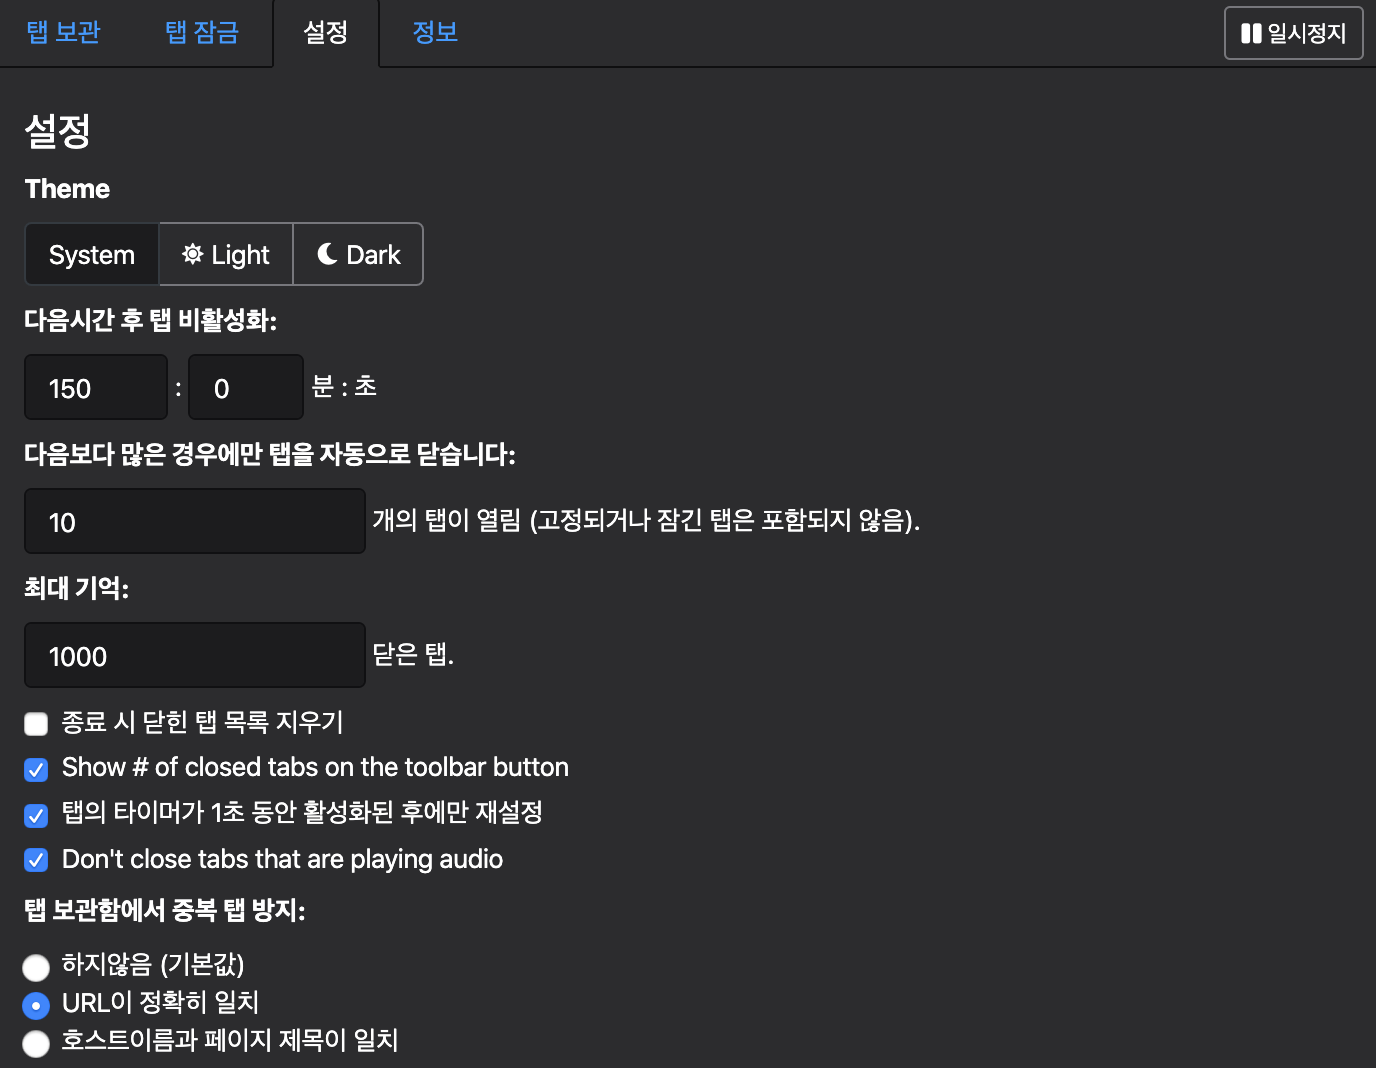 탭 보관 탭 잠금 설정 정보 일시정지
설정
Theme
System Light Dark
다음시간 후 탭 비활성화:
150 : 0 분 : 초
다음보다 많은 경우에만 탭을 자동으로 닫습니다:
10 개의 탭이 열림 (고정되거나 잠긴 탭은 포함되지 않음).
최대 기억:
1000 닫은 탭.
종료 시 닫힌 탭 목록 지우기
Show # of closed tabs on the toolbar button
탭의 타이머가 1초 동안 활성화된 후에만 재설정
Don't close tabs that are playing audio
탭 보관함에서 중복 탭 방지:
하지않음 (기본값)
URL이 정확히 일치
호스트이름과 페이지 제목이 일치